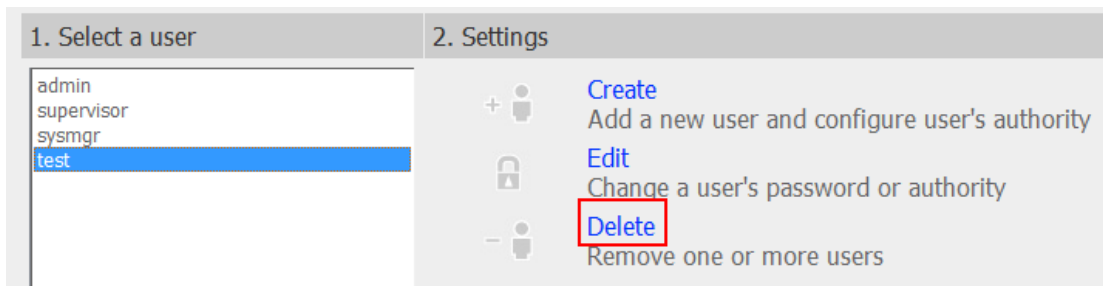 1. Select a user
2. Settings
admin
supervisor
sysmgr
test
Create
Add a new user and configure user's authority
Edit
Change a user's password or authority
Delete
Remove one or more users